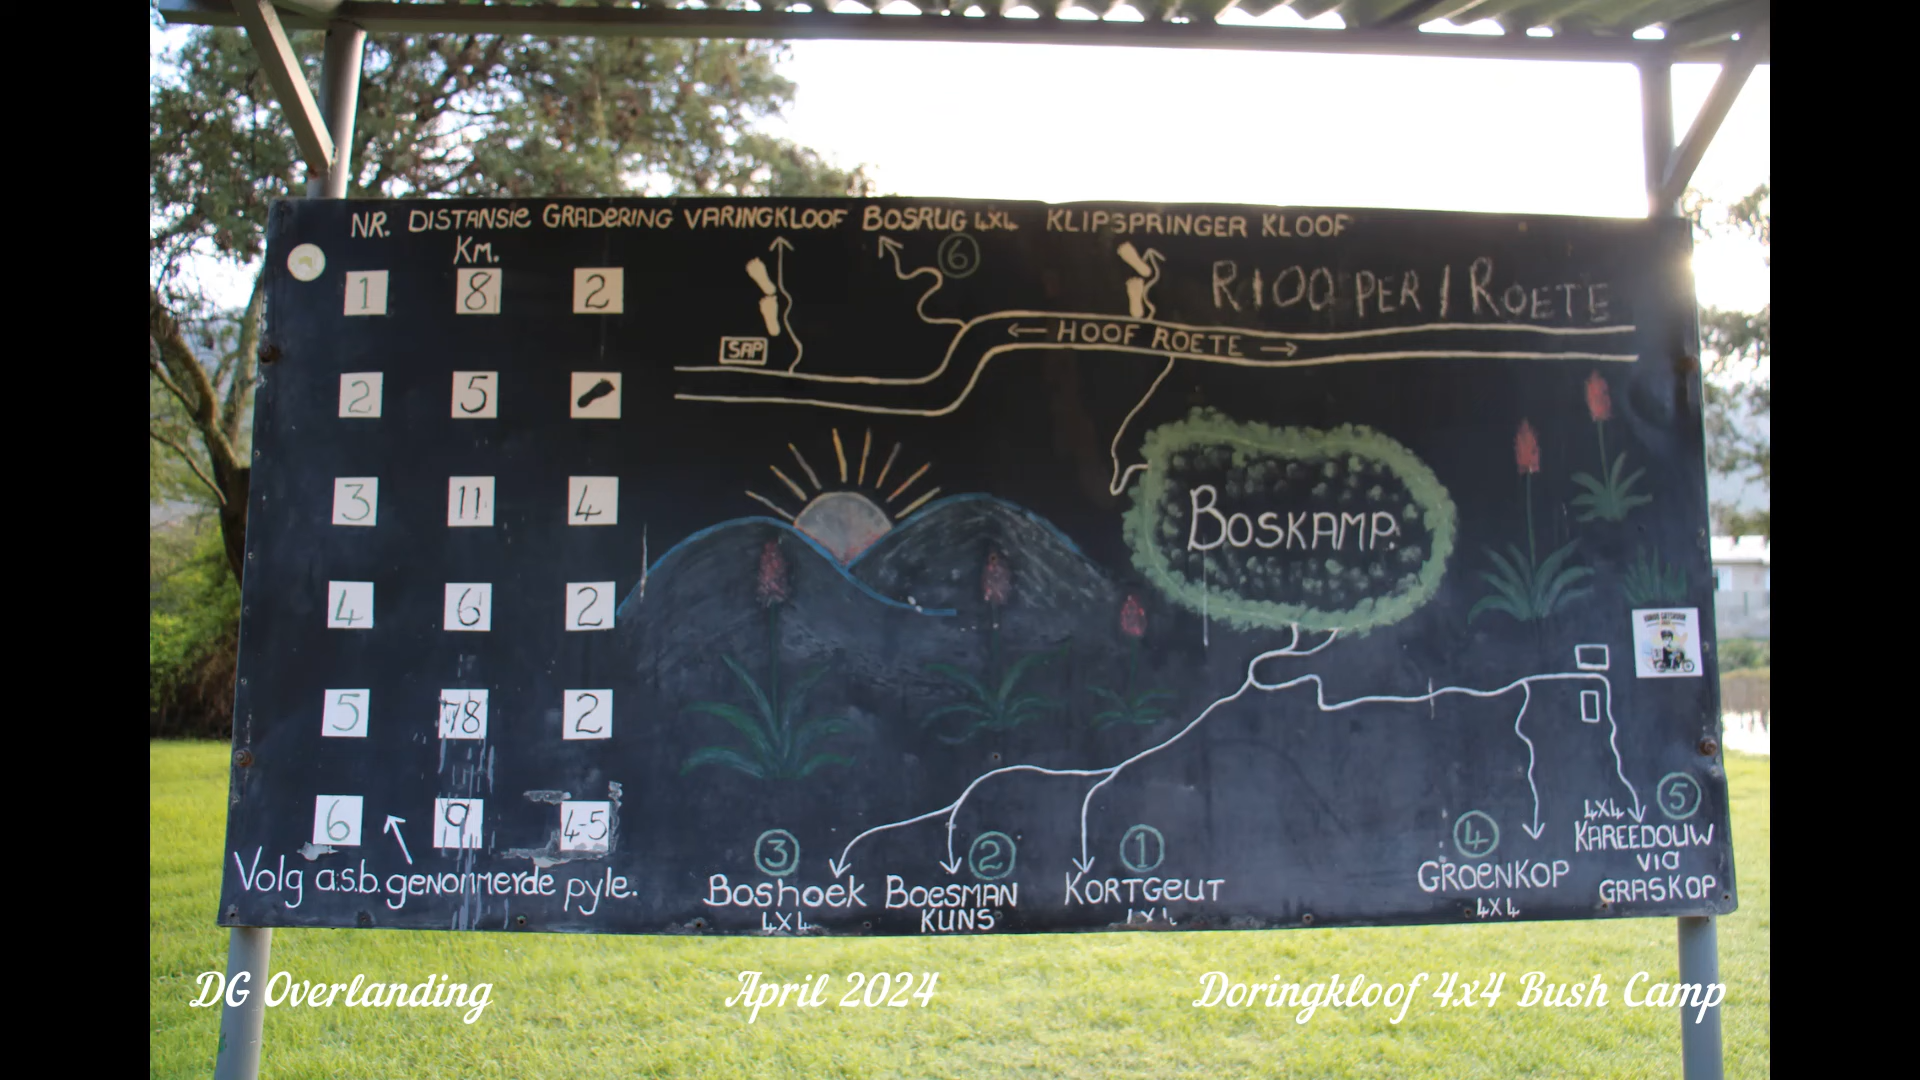 NR. DISTANSIE GRADERING VARINGKLOOF BOSRUG 4X4 KLIPSPRINGER KLOOF
KM.
6
R100 PER / ROETE
1 8 2
← HOOF ROETE →
SAP
2 5
3 11 4
BOSKAMP.
4 6 2
5 78 2
6 9 4-5
Volg a.s.b. genommerde pyle.
3
Boshoek
4X4
2
BOESMAN
KUNS
1
KORTGEUT
4X4
4
GROENKOP
4X4
5
4X4
KAREEDOUW
VIA
GRASKOP
DG Overlanding April 2024 Doringkloof 4x4 Bush Camp